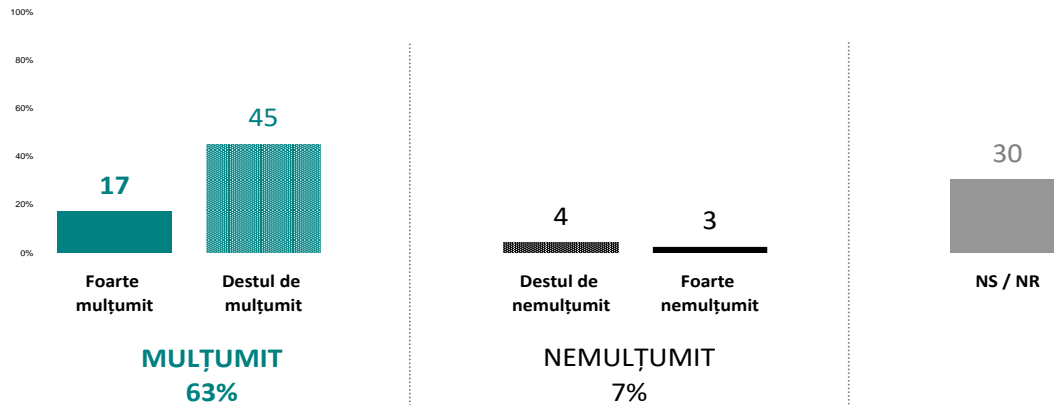 100%
80%
60%
40%
20%
0%
17
45
4
3
30
Foarte
mulțumit
Destul de
mulțumit
Destul de
nemulțumit
Foarte
nemulțumit
NS / NR
MULȚUMIT
63%
NEMULȚUMIT
7%